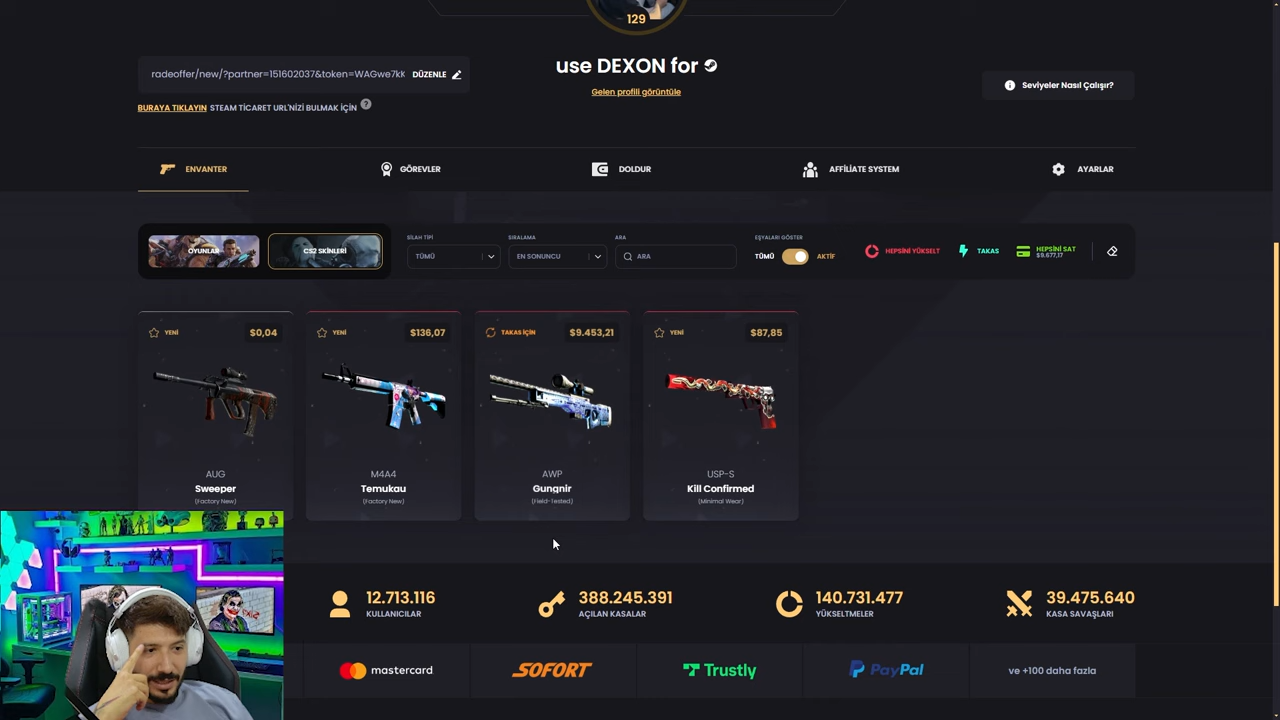 129
use DEXON for
Gelen profili görüntüle
radeoffer/new/?partner=151602037&token=WAGwe7kK
DÜZENLE
BURAYA TIKLAYIN STEAM TİCARET URL'NİZİ BULMAK İÇİN ?
Seviyeler Nasıl Çalışır?
ENVANTER
GÖREVLER
DOLDUR
AFFİLİATE SYSTEM
AYARLAR
OYUNLAR
CS2 SKİNLERİ
SİLAH TİPİ
TÜMÜ
SIRALAMA
EN SONUNCU
ARA
ARA
EŞYALARI GÖSTER
TÜMÜ
AKTİF
HEPSİNİ YÜKSELT
TAKAS
HEPSİNİ SAT
$9.677,17
YENİ
$0,04
AUG
Sweeper
(Factory New)
YENİ
$136,07
M4A4
Temukau
(Factory New)
TAKAS İÇİN
$9.453,21
AWP
Gungnir
(Field-Tested)
YENİ
$87,85
USP-S
Kill Confirmed
(Minimal Wear)
12.713.116
KULLANICILAR
388.245.391
AÇILAN KASALAR
140.731.477
YÜKSELTMELER
39.475.640
KASA SAVAŞLARI
mastercard
SOFORT
Trustly
PayPal
ve +100 daha fazla